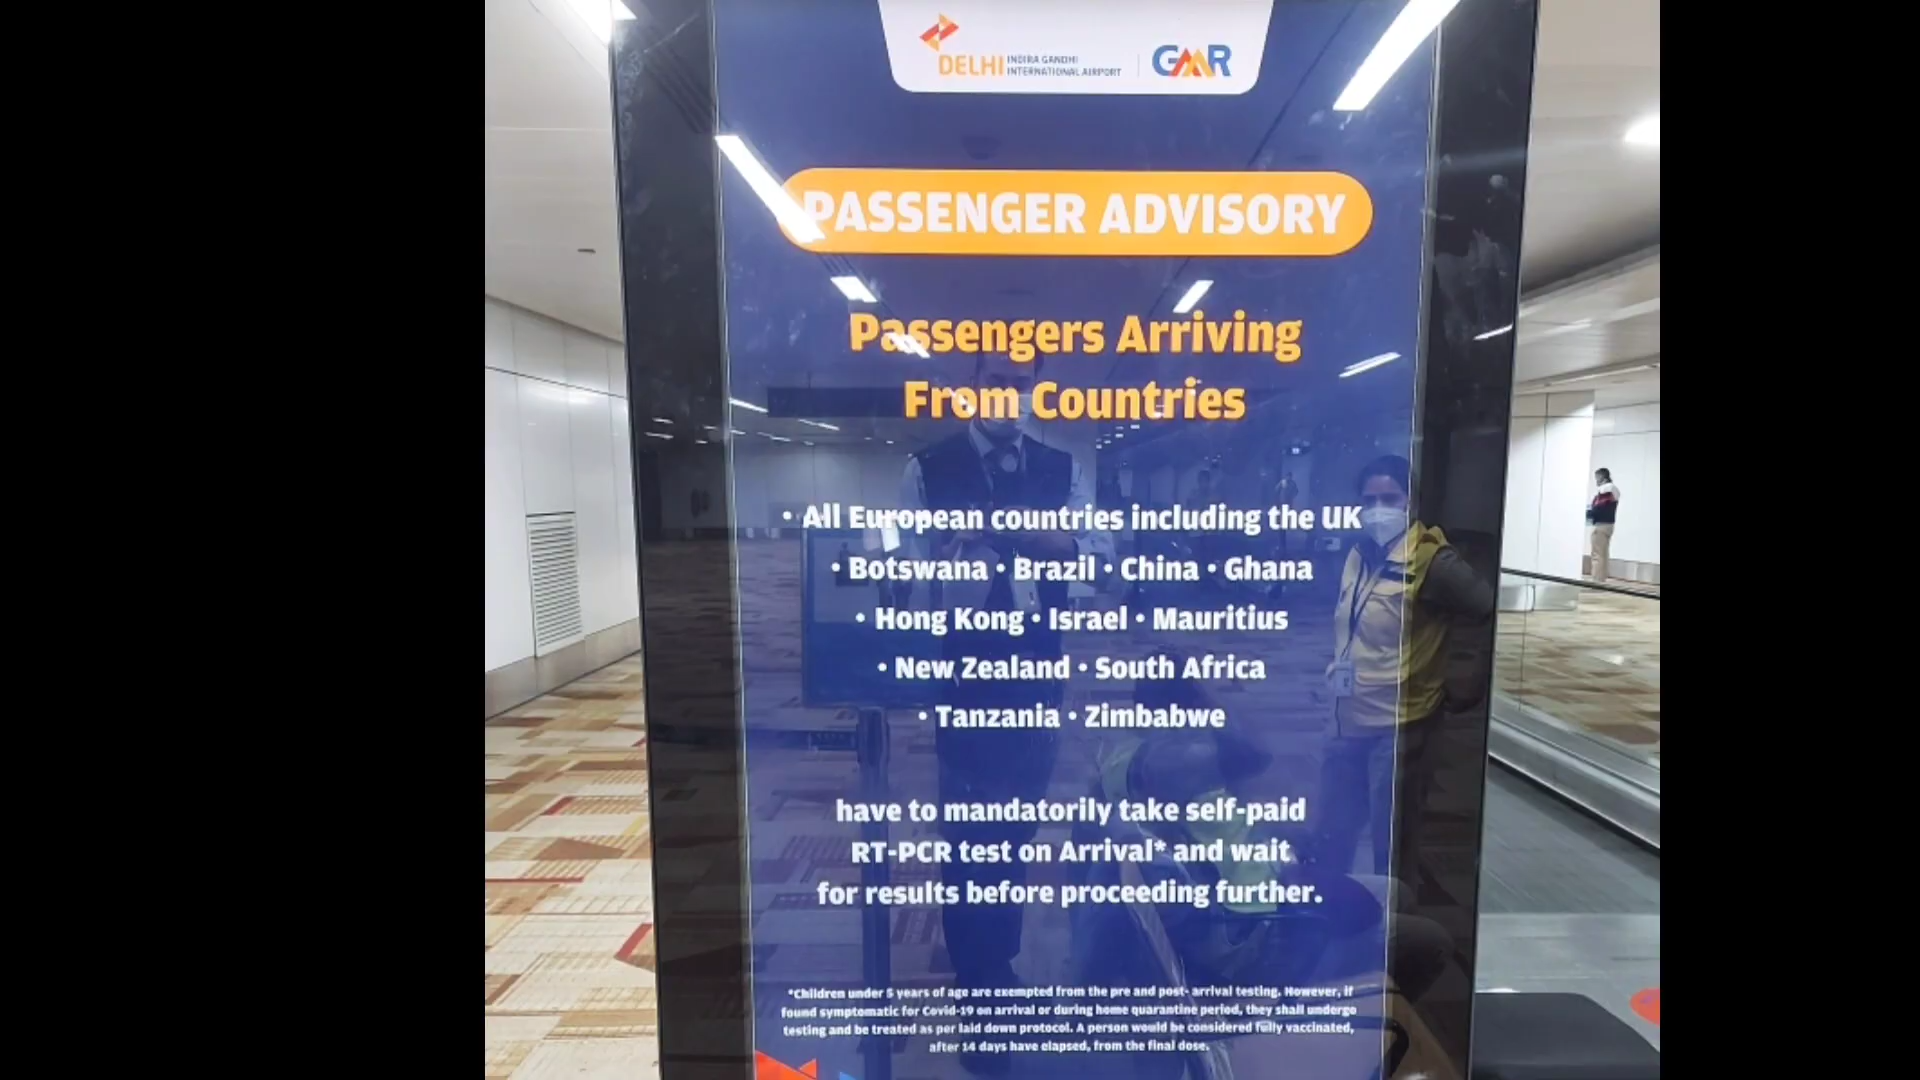 DELHI INDIRA GANDHI
INTERNATIONAL AIRPORT
GMR
PASSENGER ADVISORY
Passengers Arriving
From Countries
• All European countries including the UK
• Botswana • Brazil • China • Ghana
• Hong Kong • Israel • Mauritius
• New Zealand • South Africa
• Tanzania • Zimbabwe
have to mandatorily take self-paid
RT-PCR test on Arrival* and wait
for results before proceeding further.
*Children under 5 years of age are exempted from the pre and post- arrival testing. However, if
found symptomatic for Covid-19 on arrival or during home quarantine period, they shall undergo
testing and be treated as per laid down protocol. A person would be considered fully vaccinated,
after 14 days have elapsed, from the final dose.